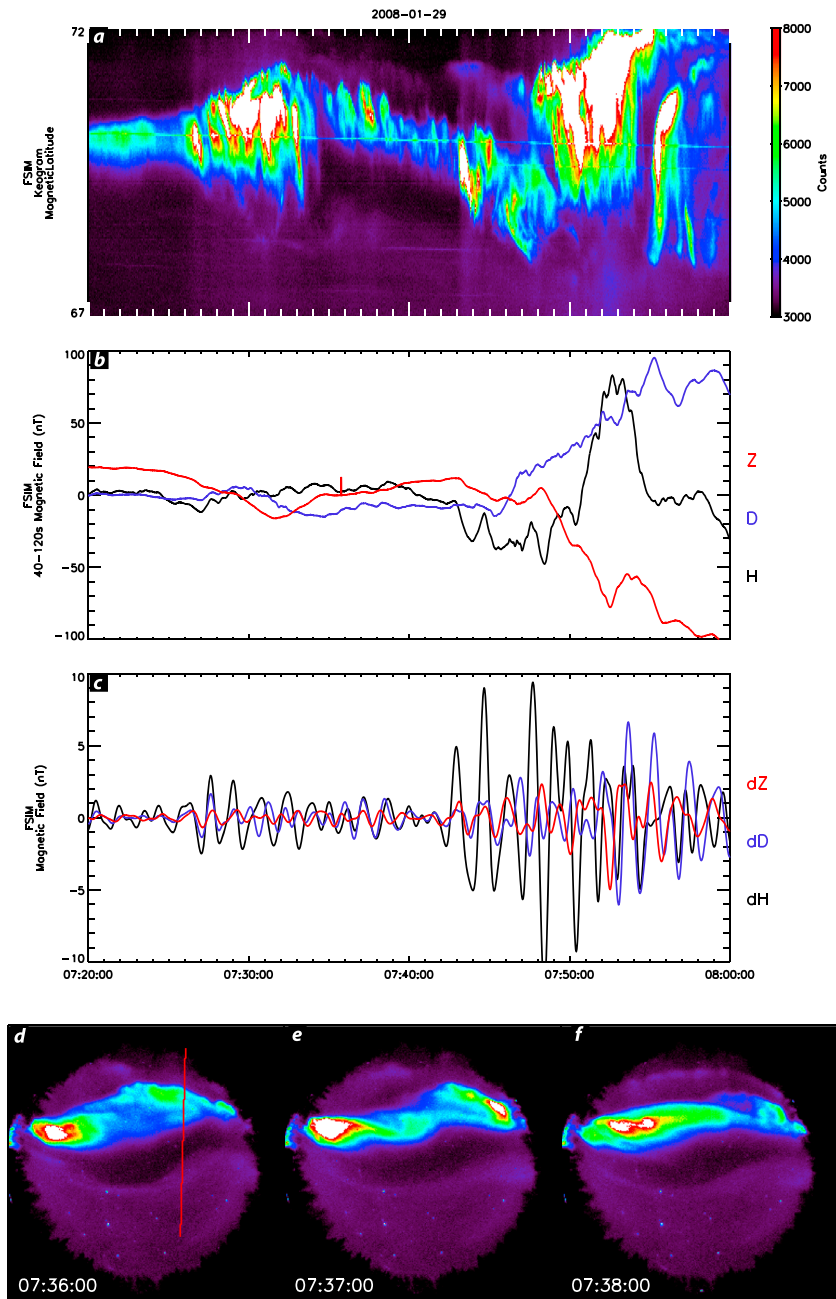 2008-01-29
a
72
67
FSIM
Keogram
MagneticLatitude
8000
7000
6000
5000
4000
3000
Counts
b
100
50
0
-50
-100
FSIM
40-120s Magnetic Field (nT)
Z
D
H
c
10
5
0
-5
-10
FSIM
Magnetic Field (nT)
dZ
dD
dH
07:20:00 07:30:00 07:40:00 07:50:00 08:00:00
d e f
07:36:00 07:37:00 07:38:00